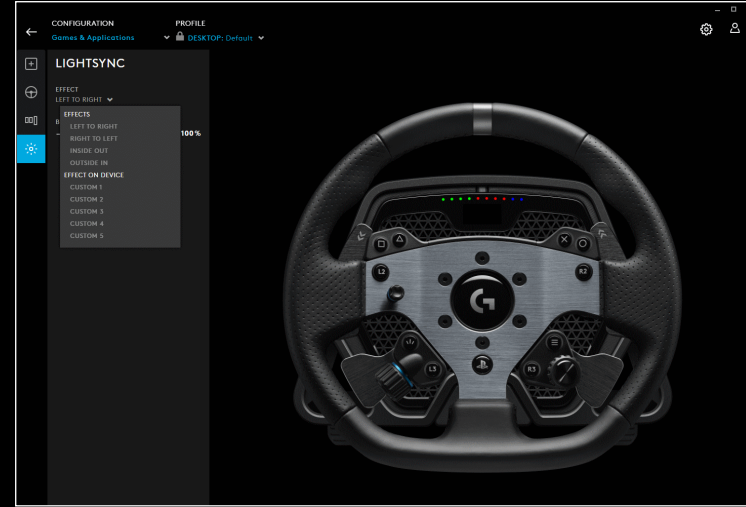 CONFIGURATION
Games & Applications
PROFILE
DESKTOP: Default
LIGHTSYNC
EFFECT
LEFT TO RIGHT
EFFECTS
LEFT TO RIGHT
RIGHT TO LEFT
INSIDE OUT
OUTSIDE IN
EFFECT ON DEVICE
CUSTOM 1
CUSTOM 2
CUSTOM 3
CUSTOM 4
CUSTOM 5
100%
L2
R2
G
L3
R3